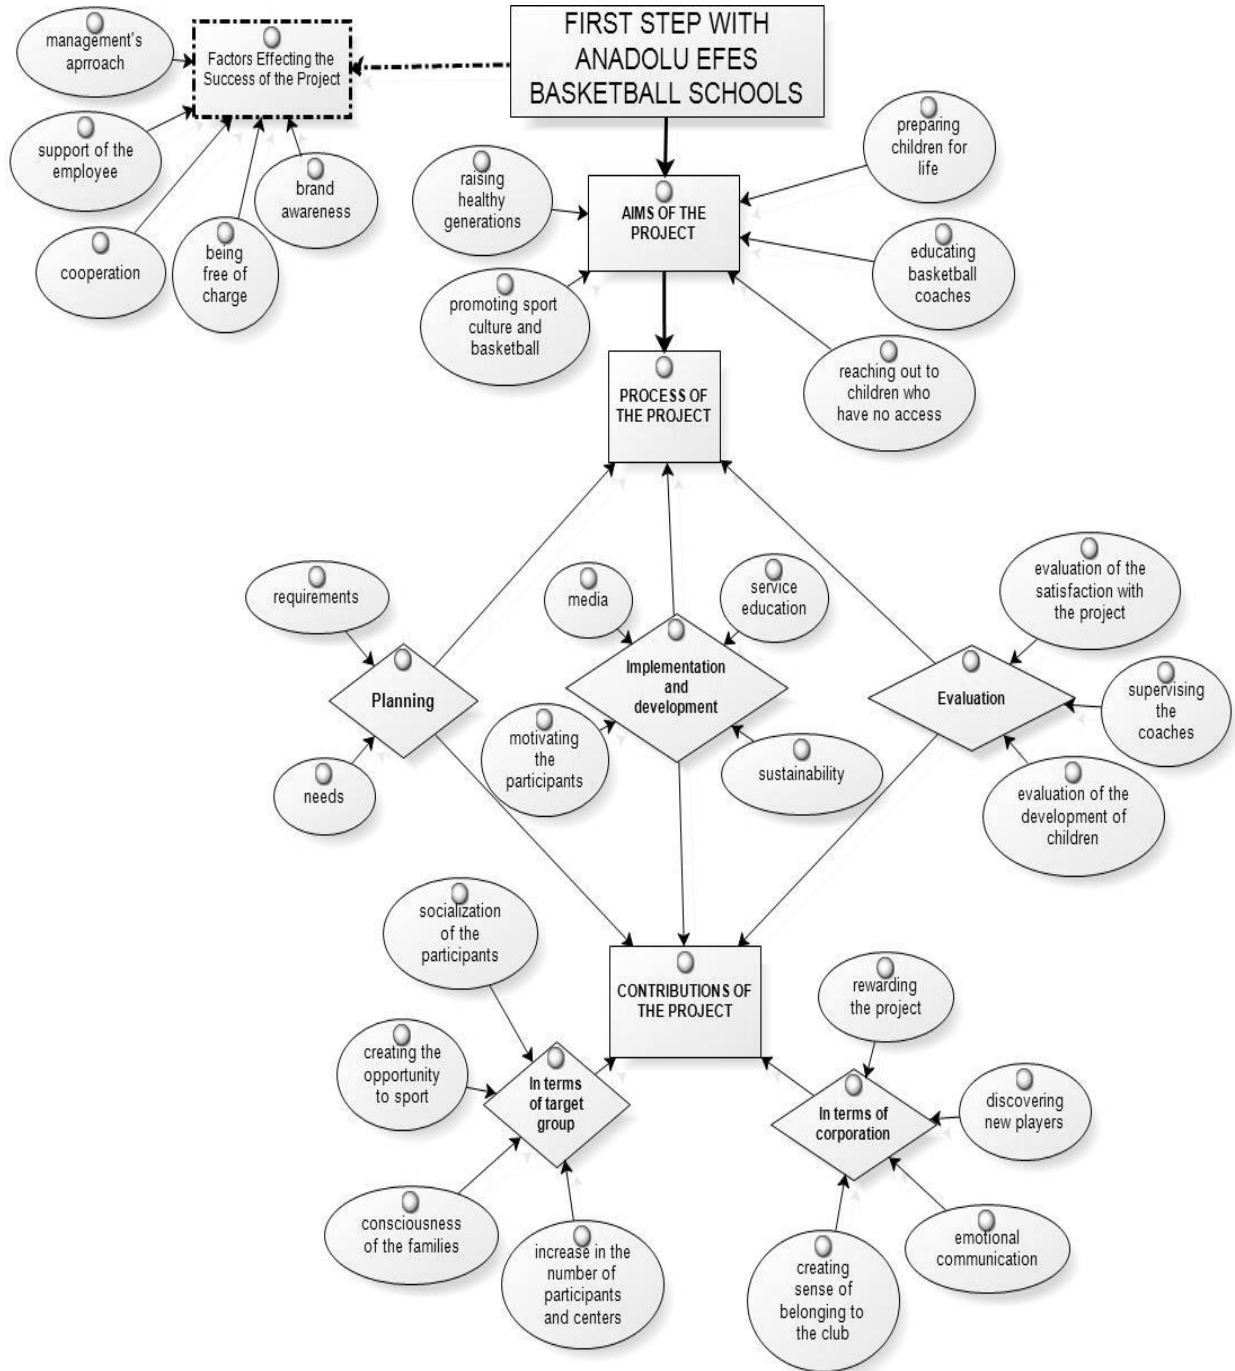 FIRST STEP WITH
ANADOLU EFES
BASKETBALL SCHOOLS
management's
aprroach
Factors Effecting the
Success of the Project
support of the
employee
cooperation
being
free of
charge
brand
awareness
raising
healthy
generations
promoting sport
culture and
basketball
AIMS OF THE
PROJECT
preparing
children for
life
educating
basketball
coaches
reaching out to
children who
have no access
PROCESS OF
THE PROJECT
requirements
Planning
needs
media
service
education
Implementation
and
development
motivating
the
participants
sustainability
evaluation of the
satisfaction with
the project
Evaluation
supervising
the
coaches
evaluation of the
development of
children
CONTRIBUTIONS OF
THE PROJECT
socialization
of the
participants
creating the
opportunity
to sport
In terms
of target
group
consciousness
of the families
increase in the
number of
participants
and centers
rewarding
the project
In terms of
corporation
discovering
new players
emotional
communication
creating
sense of
belonging to
the club